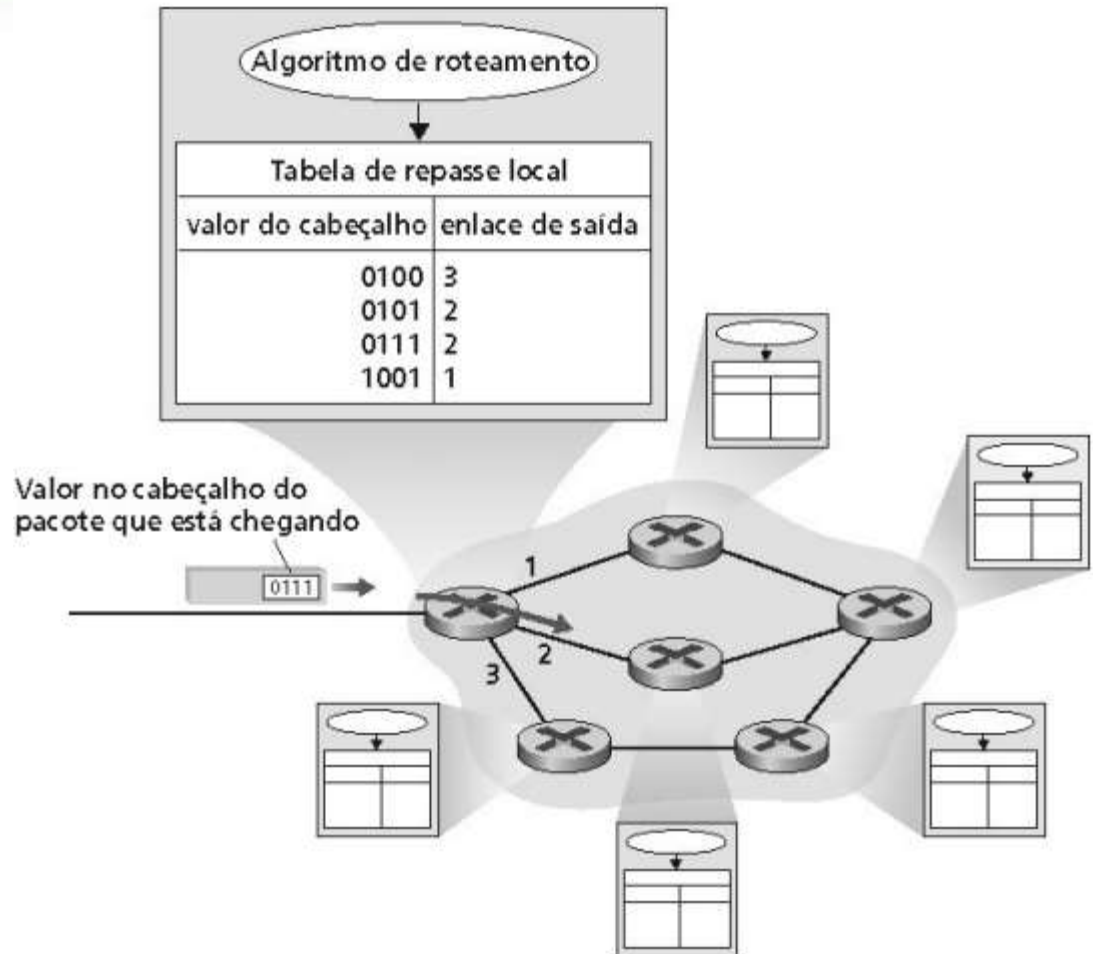 Algoritmo de roteamento
Tabela de repasse local
valor do cabeçalho enlace de saída
0100 3
0101 2
0111 2
1001 1
Valor no cabeçalho do
pacote que está chegando
0111
1
2
3